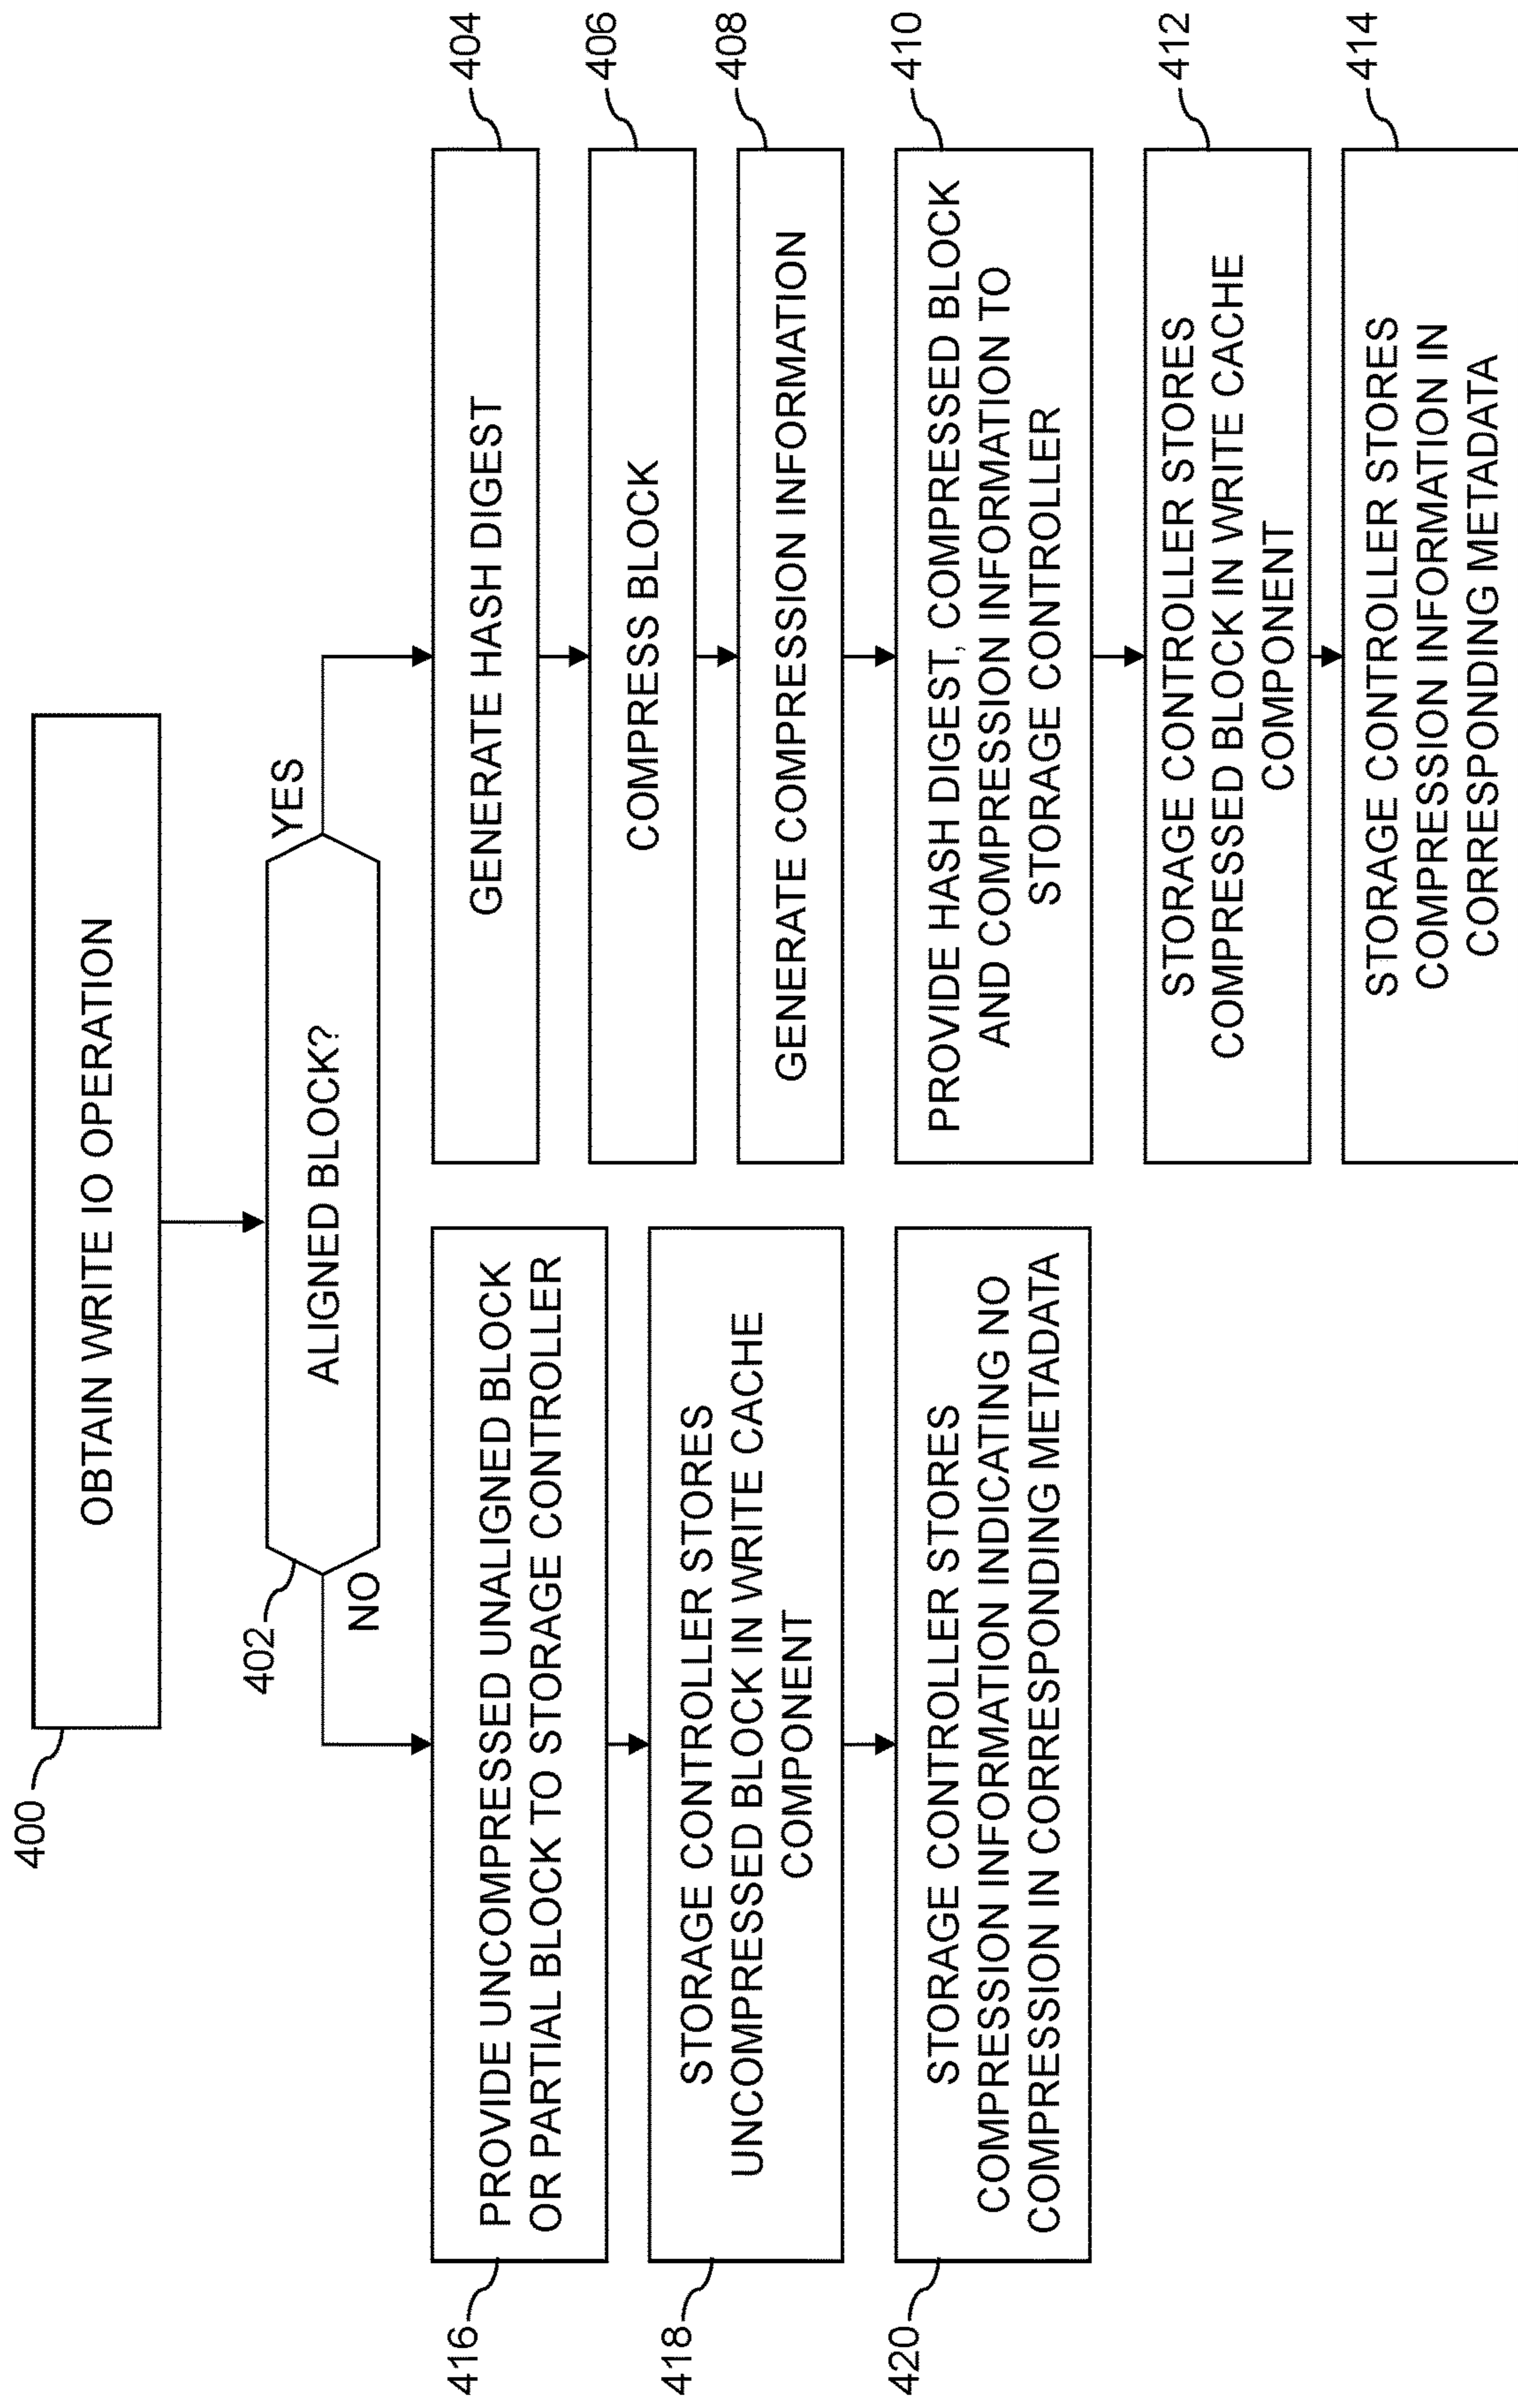 400
OBTAIN WRITE IO OPERATION
402
ALIGNED BLOCK?
YES
NO
404
GENERATE HASH DIGEST
406
COMPRESS BLOCK
408
GENERATE COMPRESSION INFORMATION
410
PROVIDE HASH DIGEST, COMPRESSED BLOCK
AND COMPRESSION INFORMATION TO
STORAGE CONTROLLER
412
STORAGE CONTROLLER STORES
COMPRESSED BLOCK IN WRITE CACHE
COMPONENT
414
STORAGE CONTROLLER STORES
COMPRESSION INFORMATION IN
CORRESPONDING METADATA
416
PROVIDE UNCOMPRESSED UNALIGNED BLOCK
OR PARTIAL BLOCK TO STORAGE CONTROLLER
418
STORAGE CONTROLLER STORES
UNCOMPRESSED BLOCK IN WRITE CACHE
COMPONENT
420
STORAGE CONTROLLER STORES
COMPRESSION INFORMATION INDICATING NO
COMPRESSION IN CORRESPONDING METADATA